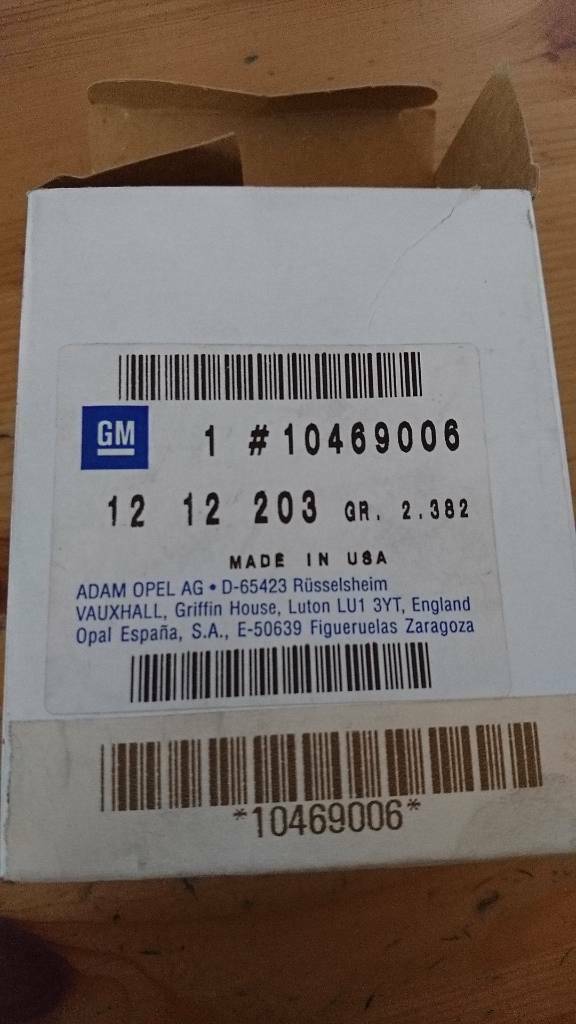 GM
1 #10469006
12 12 203 GR. 2.382
MADE IN USA
ADAM OPEL AG • D-65423 Rüsselsheim
VAUXHALL, Griffin House, Luton LU1 3YT, England
Opal España, S.A., E-50639 Figueruelas Zaragoza
*10469006*